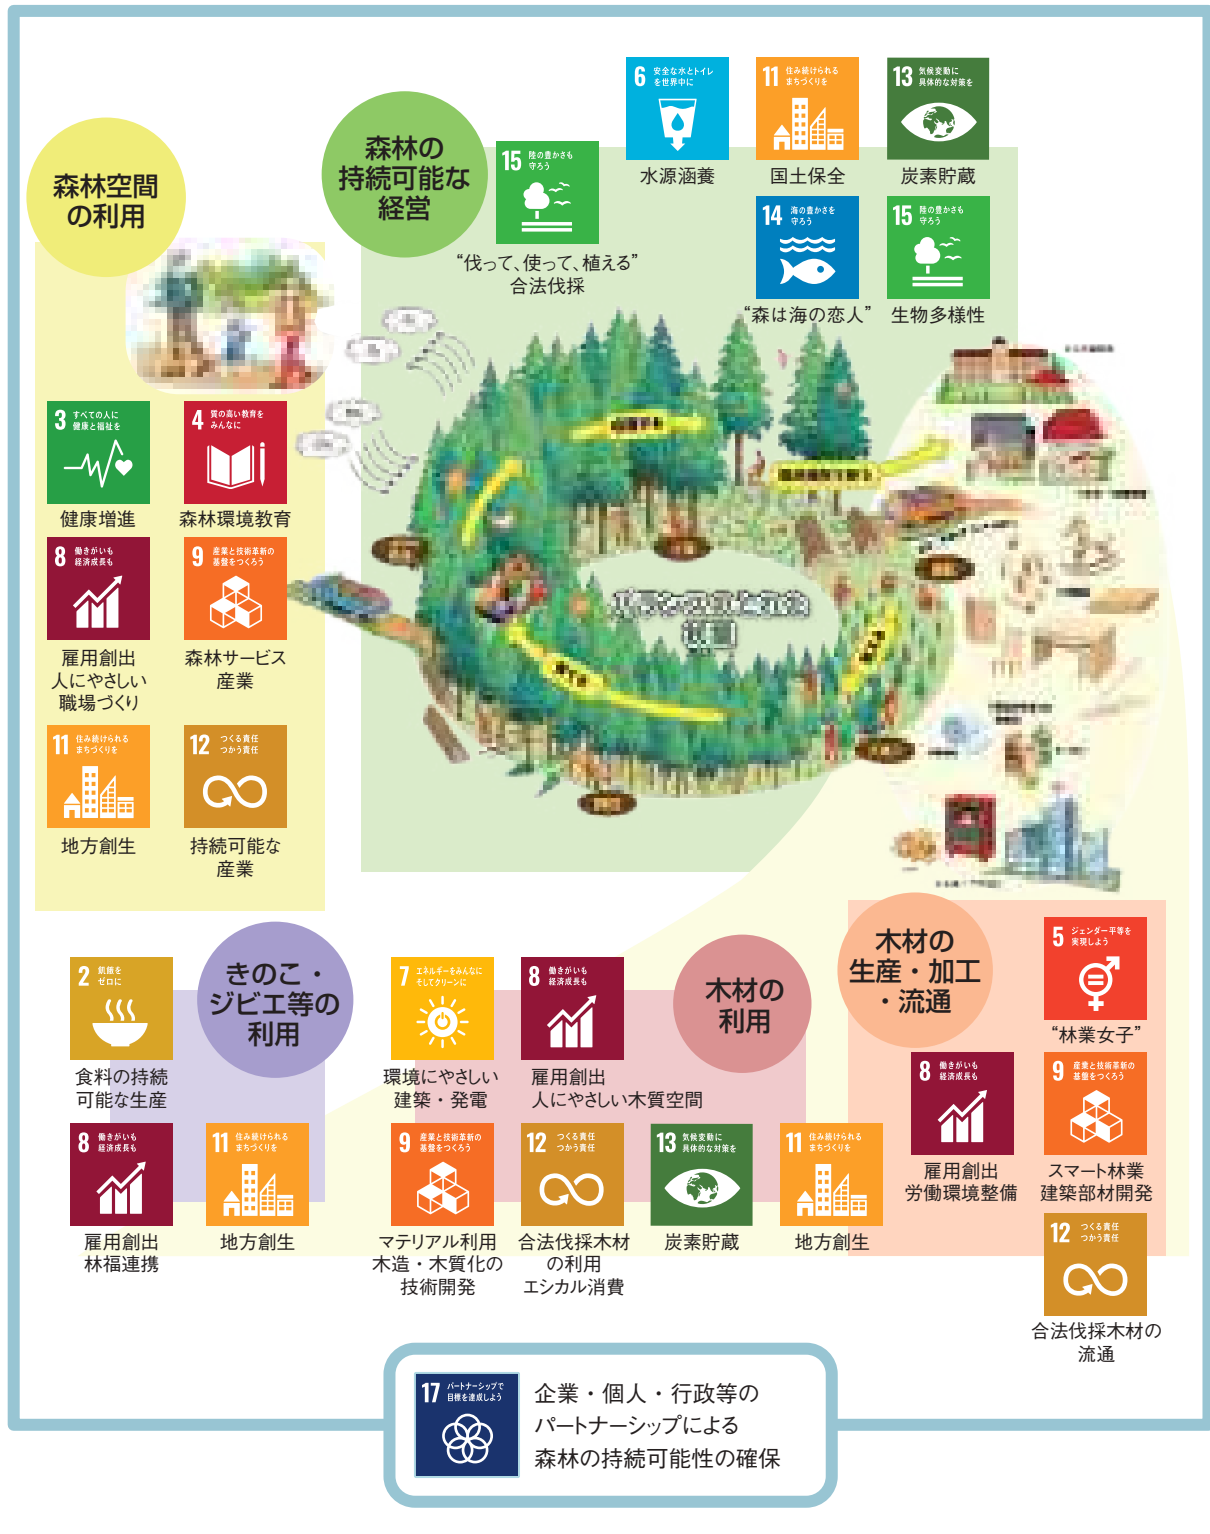 森林空間
の利用
3 すべての人に
健康と福祉を
健康増進
4 質の高い教育を
みんなに
森林環境教育
8 働きがいも
経済成長も
雇用創出
人にやさしい
職場づくり
9 産業と技術革新の
基盤をつくろう
森林サービス
産業
11 住み続けられる
まちづくりを
地方創生
12 つくる責任
つかう責任
持続可能な
産業
森林の
持続可能な
経営
15 陸の豊かさも
守ろう
“伐って、使って、植える”
合法伐採
6 安全な水とトイレ
を世界中に
水源涵養
11 住み続けられる
まちづくりを
国土保全
13 気候変動に
具体的な対策を
炭素貯蔵
14 海の豊かさを
守ろう
“森は海の恋人”
15 陸の豊かさも
守ろう
生物多様性
きのこ・
ジビエ等の
利用
2 飢餓を
ゼロに
食料の持続
可能な生産
8 働きがいも
経済成長も
雇用創出
林福連携
11 住み続けられる
まちづくりを
地方創生
木材の
利用
7 エネルギーをみんなに
そしてクリーンに
環境にやさしい
建築・発電
8 働きがいも
経済成長も
雇用創出
人にやさしい木質空間
9 産業と技術革新の
基盤をつくろう
マテリアル利用
木造・木質化の
技術開発
12 つくる責任
つかう責任
合法伐採木材
の利用
エシカル消費
13 気候変動に
具体的な対策を
炭素貯蔵
11 住み続けられる
まちづくりを
地方創生
木材の
生産・加工
・流通
5 ジェンダー平等を
実現しよう
“林業女子”
8 働きがいも
経済成長も
雇用創出
労働環境整備
9 産業と技術革新の
基盤をつくろう
スマート林業
建築部材開発
12 つくる責任
つかう責任
合法伐採木材の
流通
17 パートナーシップで
目標を達成しよう
企業・個人・行政等の
パートナーシップによる
森林の持続可能性の確保